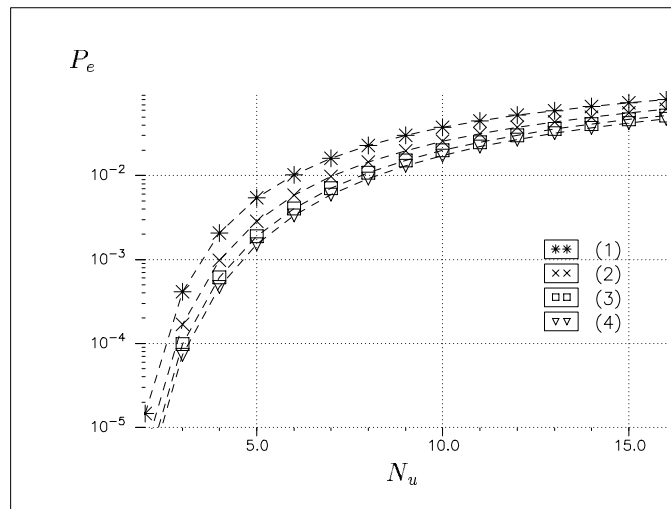 P_e
10^{-2}
10^{-3}
10^{-4}
10^{-5}
(1)
(2)
(3)
(4)
5.0 10.0 15.0
N_u